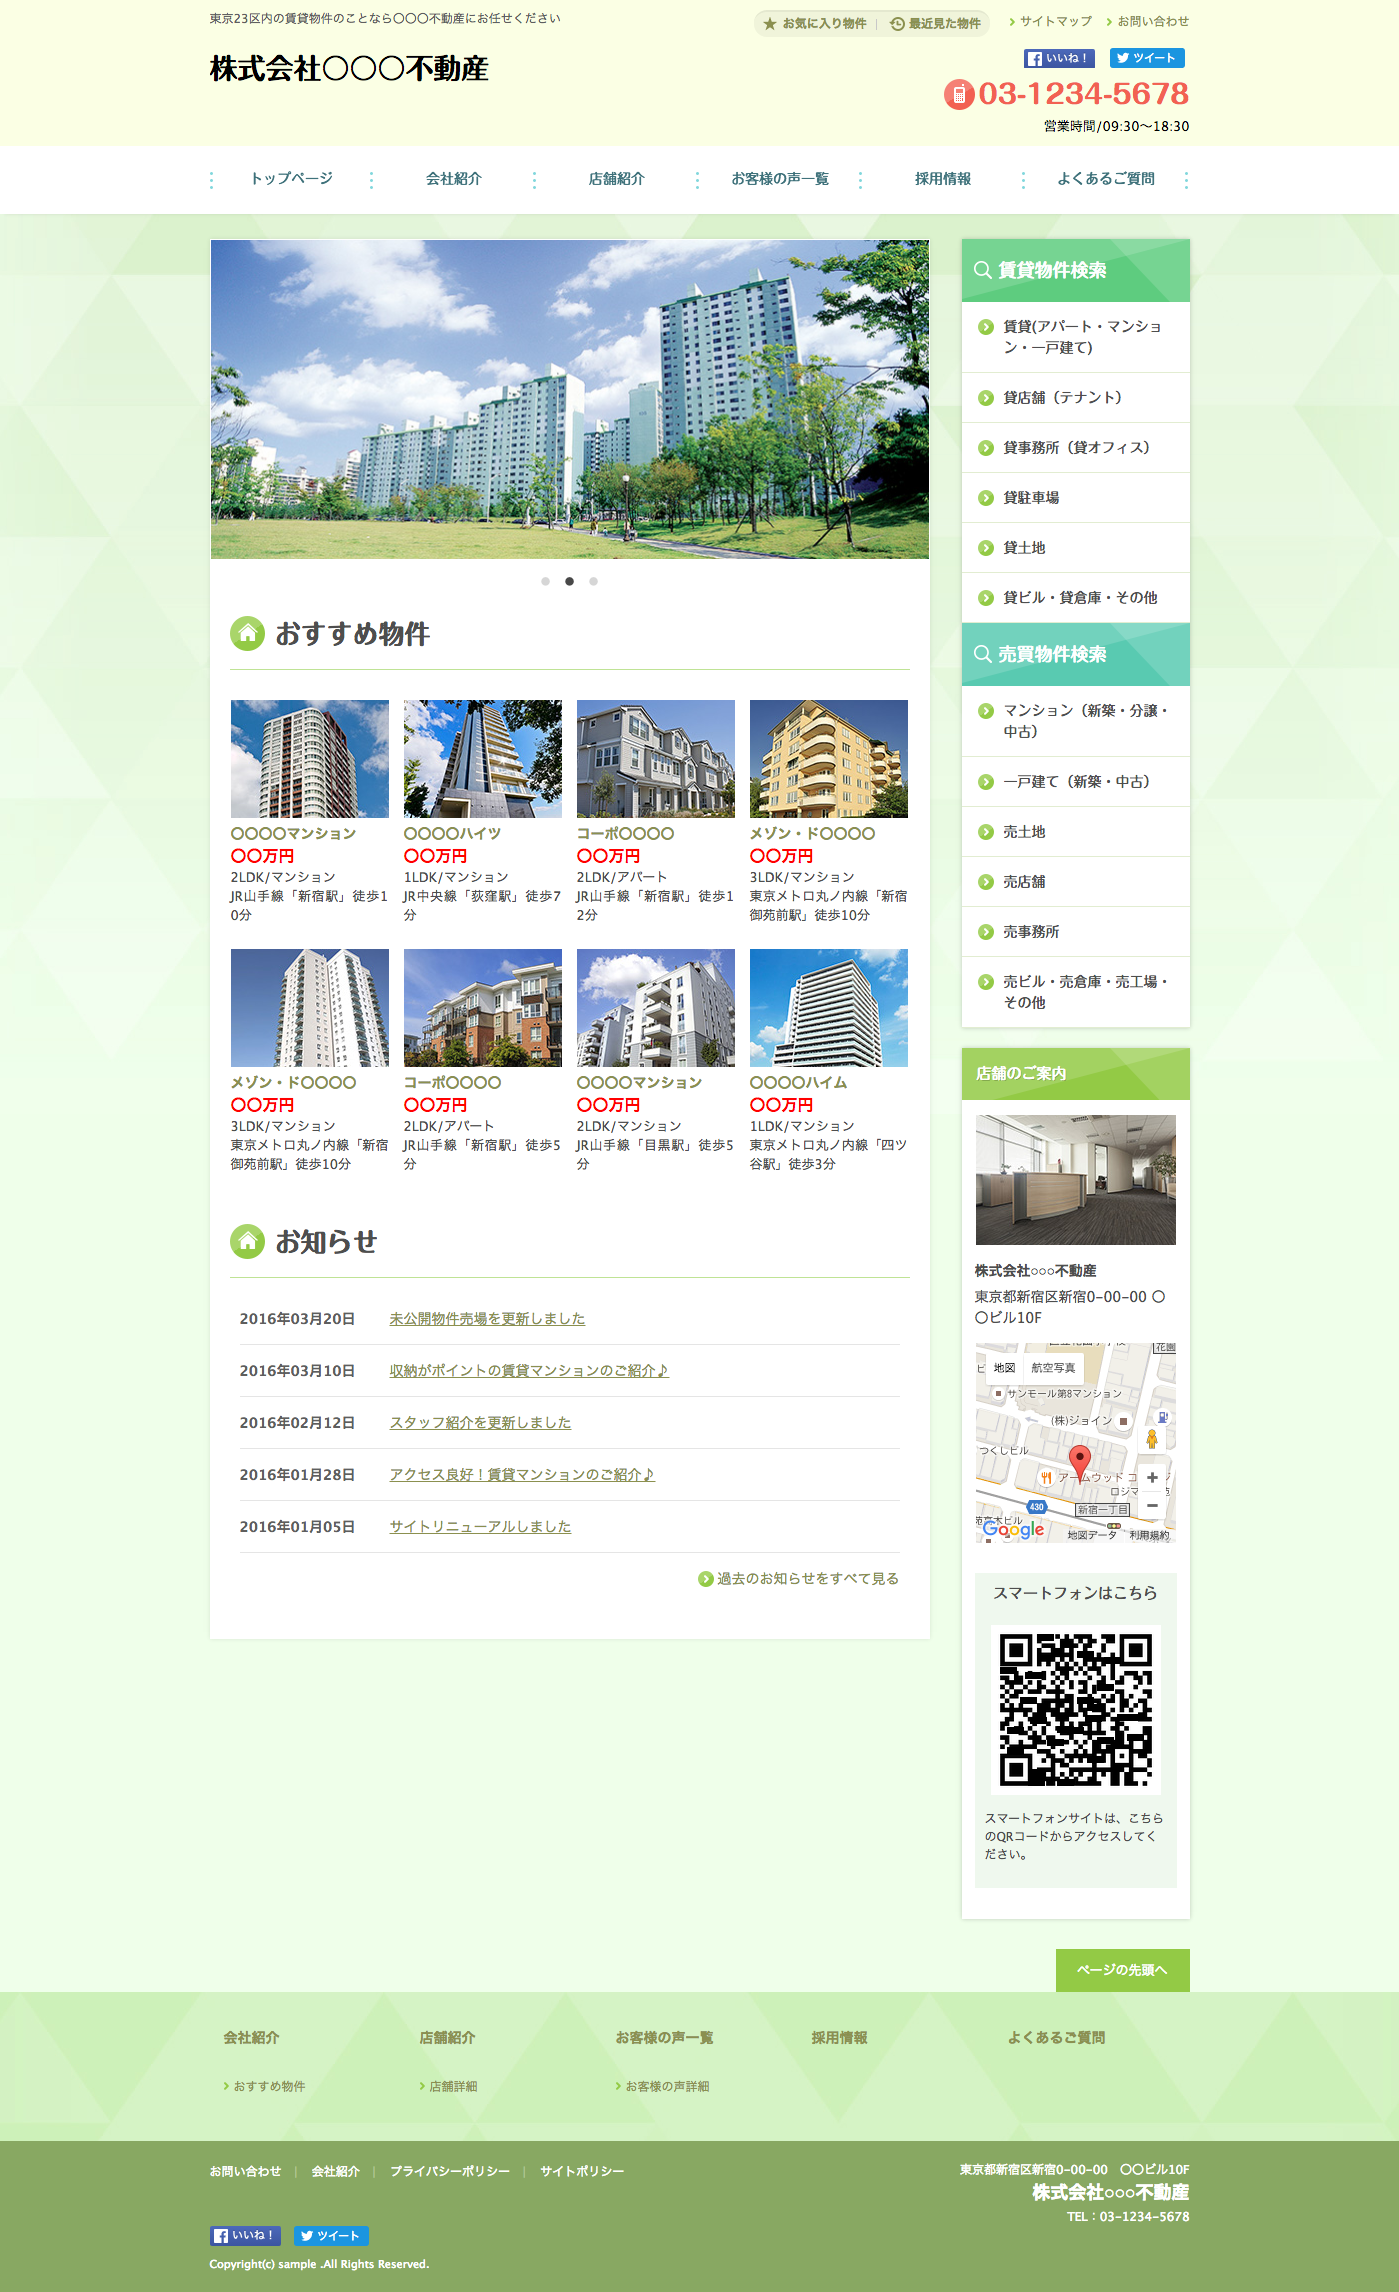 東京23区内の賃貸物件のことなら〇〇〇不動産にお任せください
お気に入り物件
最近見た物件
サイトマップ
お問い合わせ
株式会社〇〇〇不動産
いいね！
ツイート
03-1234-5678
営業時間/09:30〜18:30
トップページ
会社紹介
店舗紹介
お客様の声一覧
採用情報
よくあるご質問
おすすめ物件
〇〇〇〇マンション
〇〇万円
2LDK/マンション
JR山手線「新宿駅」徒歩1
0分
〇〇〇〇ハイツ
〇〇万円
1LDK/マンション
JR中央線「荻窪駅」徒歩7
分
コーポ〇〇〇〇
〇〇万円
2LDK/アパート
JR山手線「新宿駅」徒歩1
2分
メゾン・ド〇〇〇〇
〇〇万円
3LDK/マンション
東京メトロ丸ノ内線「新宿
御苑前駅」徒歩10分
メゾン・ド〇〇〇〇
〇〇万円
3LDK/マンション
東京メトロ丸ノ内線「新宿
御苑前駅」徒歩10分
コーポ〇〇〇〇
〇〇万円
2LDK/アパート
JR山手線「新宿駅」徒歩5
分
〇〇〇〇マンション
〇〇万円
2LDK/マンション
JR山手線「目黒駅」徒歩5
分
〇〇〇〇ハイム
〇〇万円
1LDK/マンション
東京メトロ丸ノ内線「四ツ
谷駅」徒歩3分
お知らせ
2016年03月20日 未公開物件売場を更新しました
2016年03月10日 収納がポイントの賃貸マンションのご紹介♪
2016年02月12日 スタッフ紹介を更新しました
2016年01月28日 アクセス良好！賃貸マンションのご紹介♪
2016年01月05日 サイトリニューアルしました
過去のお知らせをすべて見る
賃貸物件検索
賃貸(アパート・マンショ
ン・一戸建て)
貸店舗（テナント）
貸事務所（貸オフィス）
貸駐車場
貸土地
貸ビル・貸倉庫・その他
売買物件検索
マンション（新築・分譲・
中古）
一戸建て（新築・中古）
売土地
売店舗
売事務所
売ビル・売倉庫・売工場・
その他
店舗のご案内
株式会社○○○不動産
東京都新宿区新宿0-00-00 〇
〇ビル10F
花園
地図
航空写真
サンモール第8マンション
(株)ジョイン
つくしビル
アームウッド コ
ロジマ
430
新宿一丁目
Google
地図データ
利用規約
スマートフォンはこちら
スマートフォンサイトは、こちら
のQRコードからアクセスしてく
ださい。
ページの先頭へ
会社紹介
店舗紹介
お客様の声一覧
採用情報
よくあるご質問
おすすめ物件
店舗詳細
お客様の声詳細
お問い合わせ | 会社紹介 | プライバシーポリシー | サイトポリシー
東京都新宿区新宿0-00-00　〇〇ビル10F
株式会社○○○不動産
TEL：03-1234-5678
いいね！
ツイート
Copyright(c) sample .All Rights Reserved.